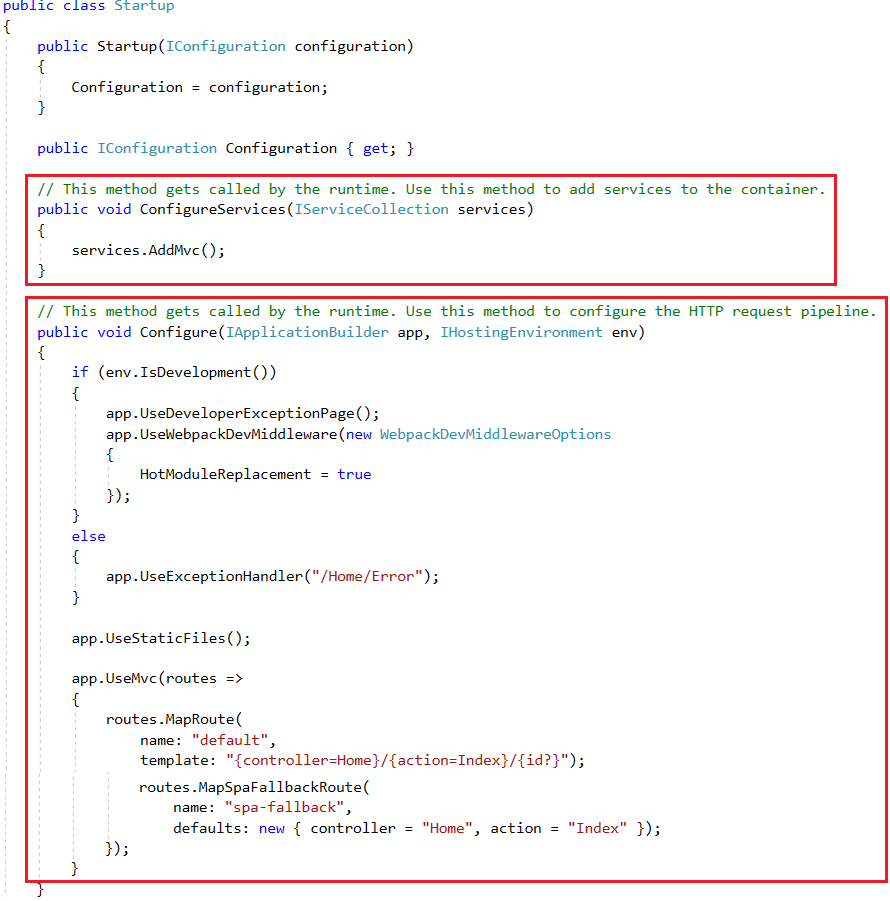 public class Startup
{
    public Startup(IConfiguration configuration)
    {
        Configuration = configuration;
    }

    public IConfiguration Configuration { get; }

    // This method gets called by the runtime. Use this method to add services to the container.
    public void ConfigureServices(IServiceCollection services)
    {
        services.AddMvc();
    }

    // This method gets called by the runtime. Use this method to configure the HTTP request pipeline.
    public void Configure(IApplicationBuilder app, IHostingEnvironment env)
    {
        if (env.IsDevelopment())
        {
            app.UseDeveloperExceptionPage();
            app.UseWebpackDevMiddleware(new WebpackDevMiddlewareOptions
            {
                HotModuleReplacement = true
            });
        }
        else
        {
            app.UseExceptionHandler("/Home/Error");
        }

        app.UseStaticFiles();

        app.UseMvc(routes =>
        {
            routes.MapRoute(
                name: "default",
                template: "{controller=Home}/{action=Index}/{id?}");
                routes.MapSpaFallbackRoute(
                    name: "spa-fallback",
                    defaults: new { controller = "Home", action = "Index" });
            });
        }
    }